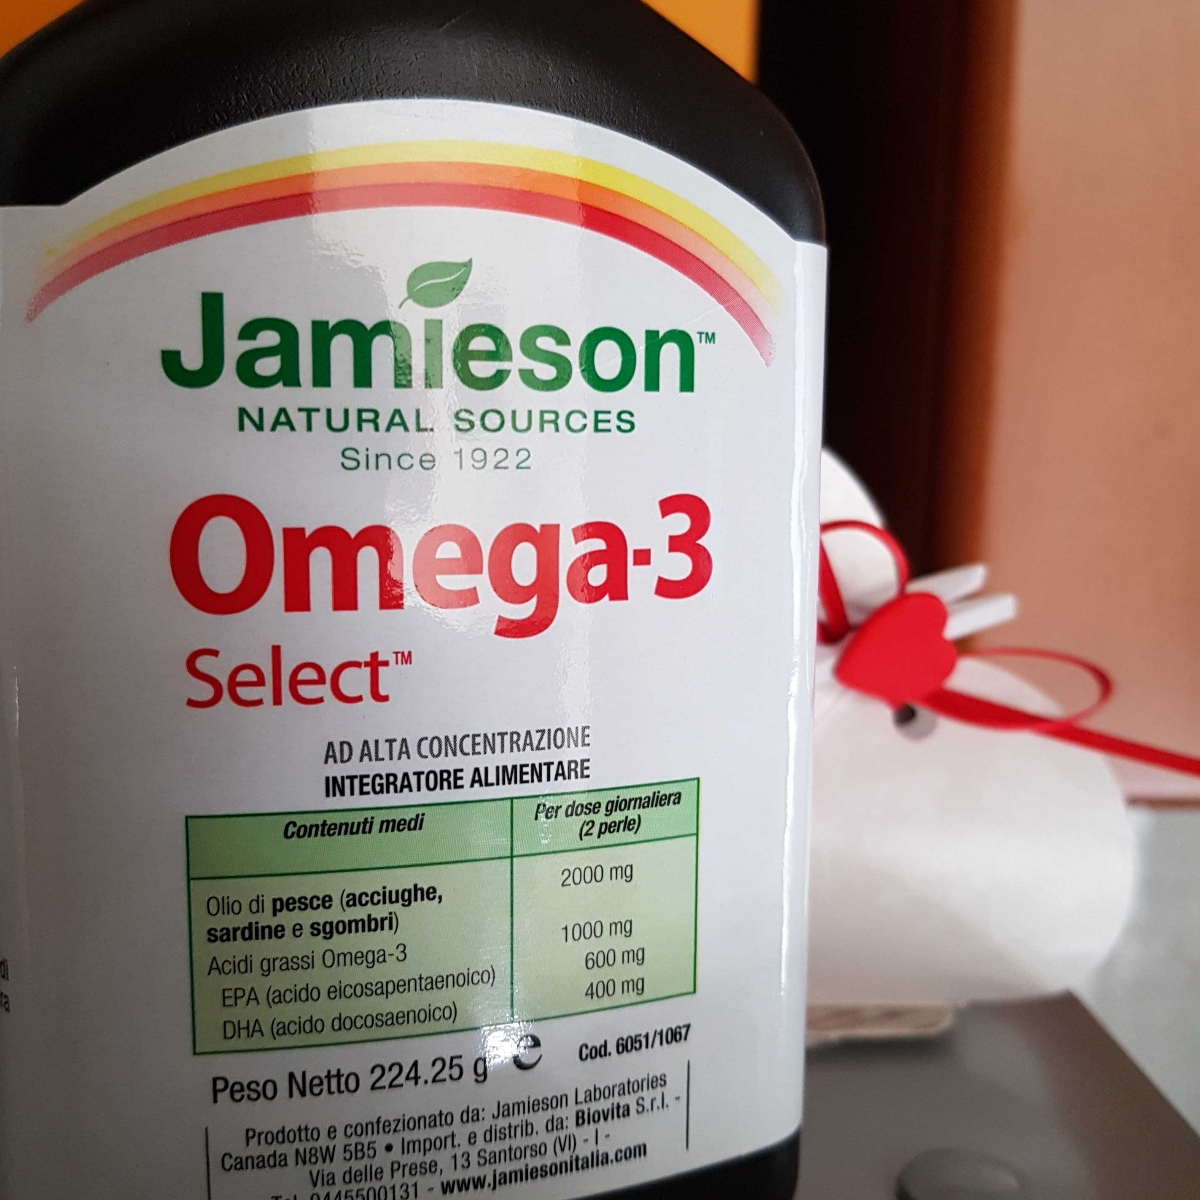 Jamieson™
NATURAL SOURCES
Since 1922
Omega-3
Select™
AD ALTA CONCENTRAZIONE
INTEGRATORE ALIMENTARE
Contenuti medi
Per dose giornaliera
(2 perle)
Olio di pesce (acciughe,
sardine e sgombri)
2000 mg
Acidi grassi Omega-3
1000 mg
EPA (acido eicosapentaenoico)
600 mg
DHA (acido docosaenoico)
400 mg
Peso Netto 224.25 g e
Cod. 6051/1067
Prodotto e confezionato da: Jamieson Laboratories
Canada N8W 5B5 • Import. e distrib. da: Biovita S.r.l. -
Via delle Prese, 13 Santorso (VI) - I -
Tel. 0445500131 - www.jamiesonitalia.com